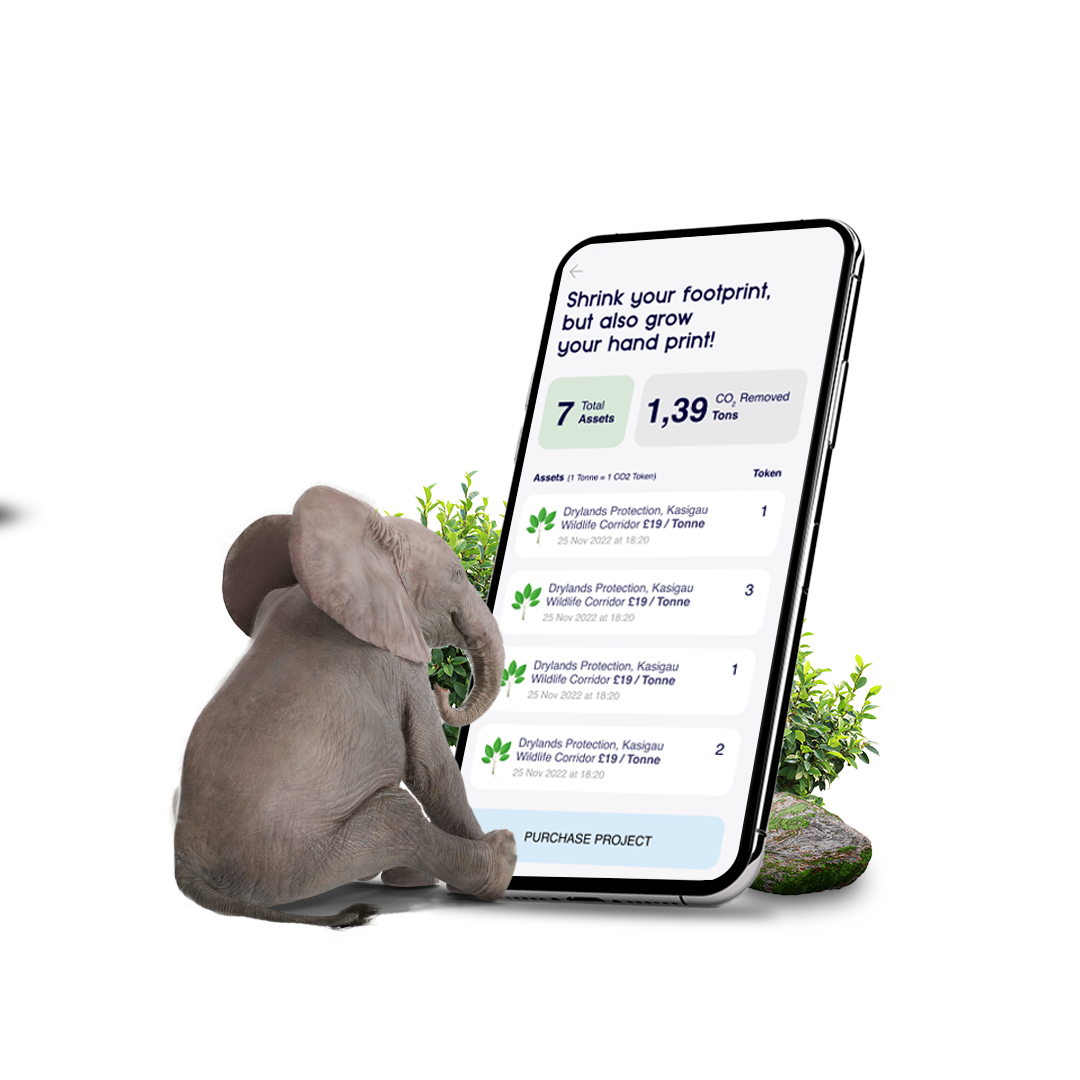 Shrink your footprint,
but also grow
your hand print!
7 Total Assets
1,39 CO2 Removed Tons
Assets (1 Tonne = 1 CO2 Token) Token
Drylands Protection, Kasigau 1
Wildlife Corridor £19 / Tonne
25 Nov 2022 at 18:20
Drylands Protection, Kasigau 3
Wildlife Corridor £19 / Tonne
25 Nov 2022 at 18:20
Drylands Protection, Kasigau 1
Wildlife Corridor £19 / Tonne
25 Nov 2022 at 18:20
Drylands Protection, Kasigau 2
Wildlife Corridor £19 / Tonne
25 Nov 2022 at 18:20
PURCHASE PROJECT